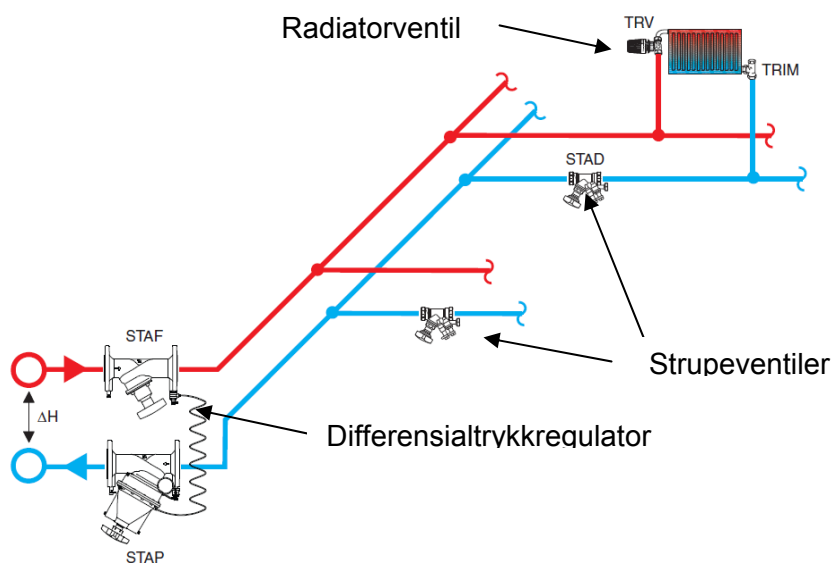 Radiatorventil
TRV
TRIM
STAD
STAF
Strupeventiler
ΔH
Differensialtrykkregulator
STAP